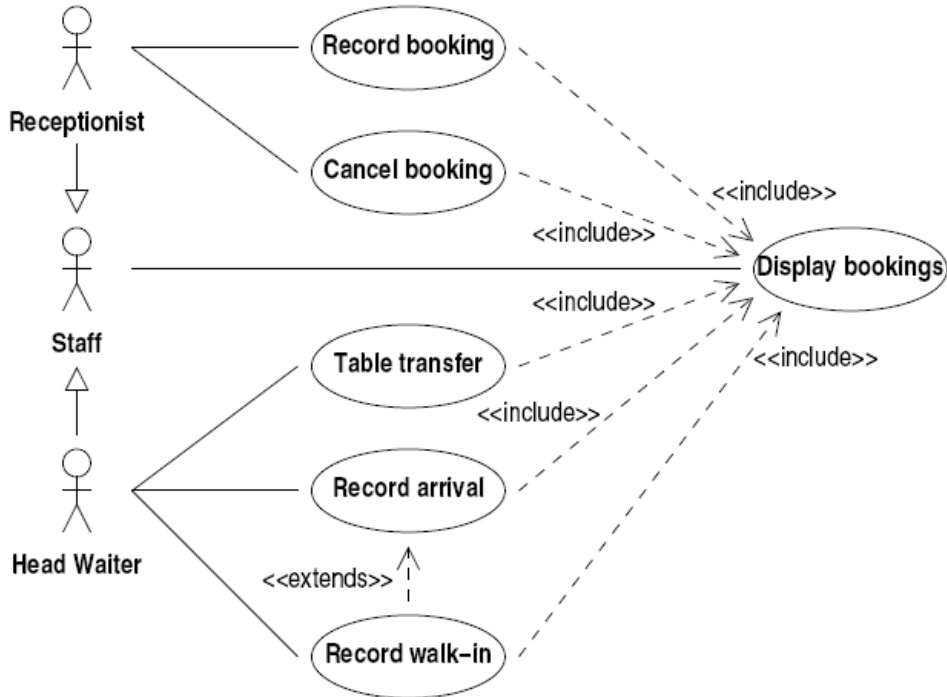 Record booking
Receptionist
Cancel booking
<<include>>
<<include>>
Display bookings
<<include>>
Staff
Table transfer
<<include>>
<<include>>
Record arrival
Head Waiter
<<extends>>
Record walk-in